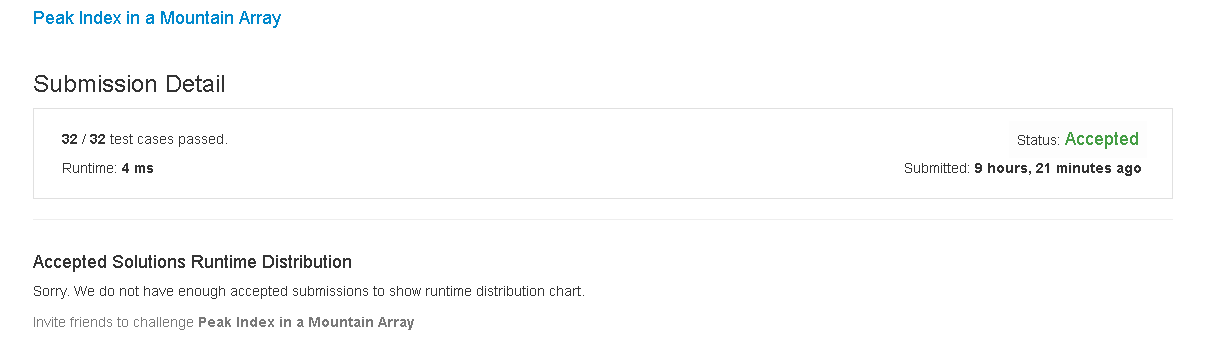 Peak Index in a Mountain Array
Submission Detail
32 / 32 test cases passed.
Status: Accepted
Runtime: 4 ms
Submitted: 9 hours, 21 minutes ago
Accepted Solutions Runtime Distribution
Sorry. We do not have enough accepted submissions to show runtime distribution chart.
Invite friends to challenge Peak Index in a Mountain Array